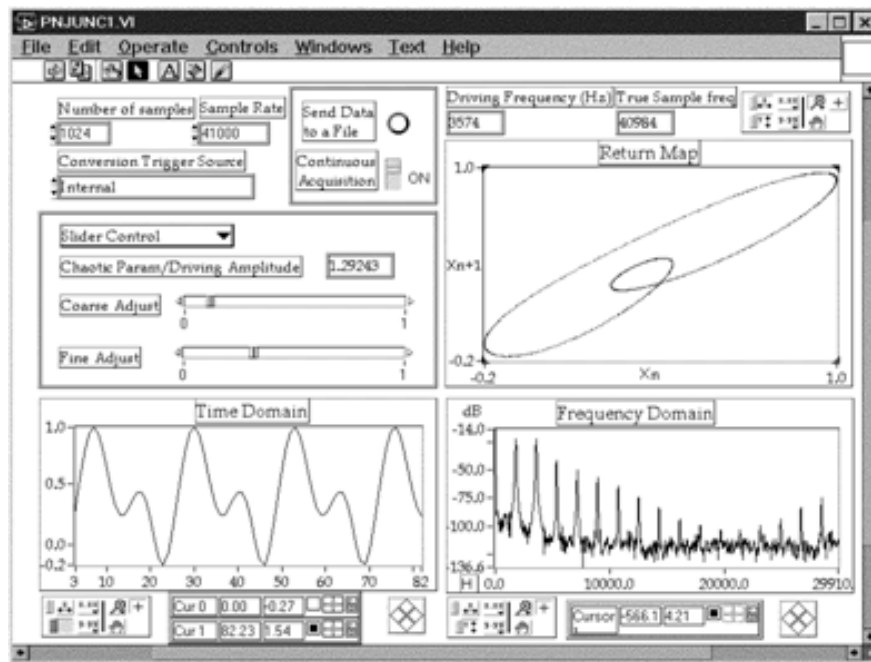 PNJUNC1.VI
File Edit Operate Controls Windows Text Help
Number of samples Sample Rate
1024 41000
Conversion Trigger Source
Internal
Send Data to a File
Continuous Acquisition ON
Driving Frequency (Hz) True Sample freq
3574 40984
Slider Control
Chaotic Param/Driving Amplitude 1.29243
Coarse Adjust
0 1
Fine Adjust
0 1
Return Map
1.0
Xn+1
-0.2
-0.2 Xn 1.0
Time Domain
1.0
0.5
0.0
-0.2
3 10 20 30 40 50 60 70 82
Cur 0 0.00 -0.27
Cur 1 82.23 1.54
Frequency Domain
dB
-14.0
-50.0
-75.0
-100.0
-136.6
H 0.0 10000.0 20000.0 29910.
Cursor -566.1 4.21